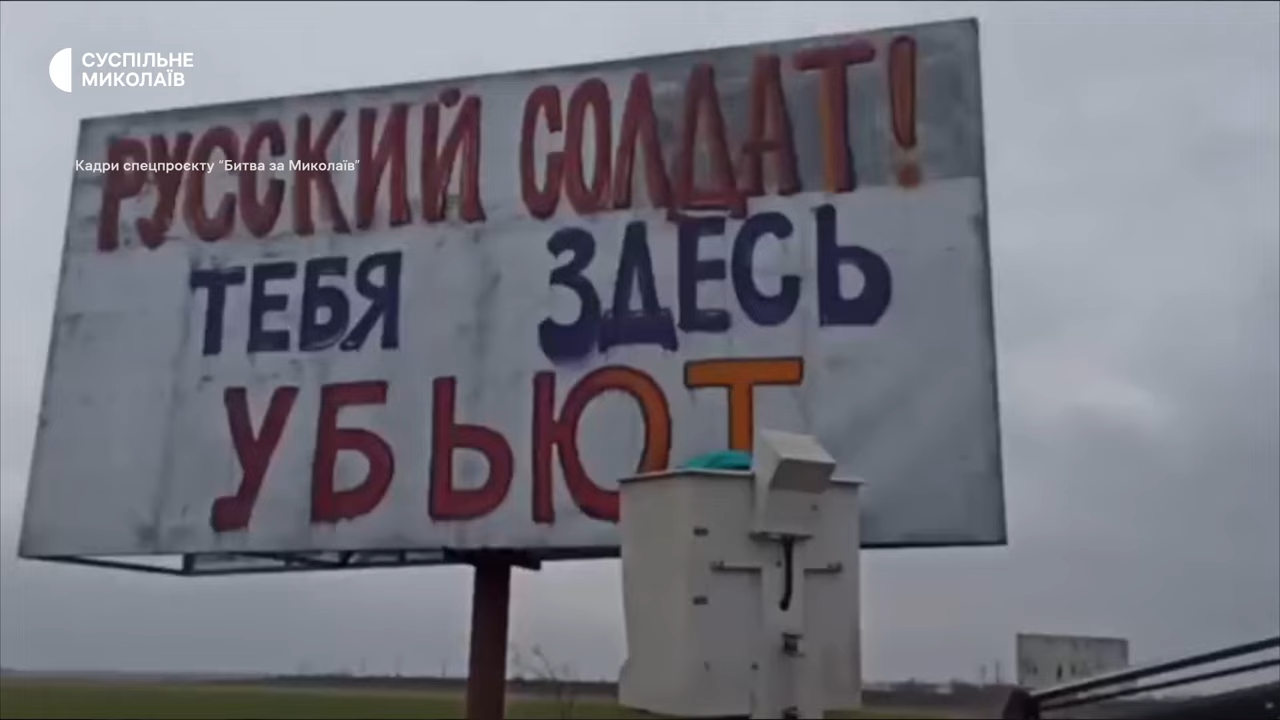 СУСПІЛЬНЕ
МИКОЛАЇВ
Кадри спецпроєкту "Битва за Миколаїв"
РУССКИЙ СОЛДАТ!
ТЕБЯ ЗДЕСЬ
УБЬЮТ